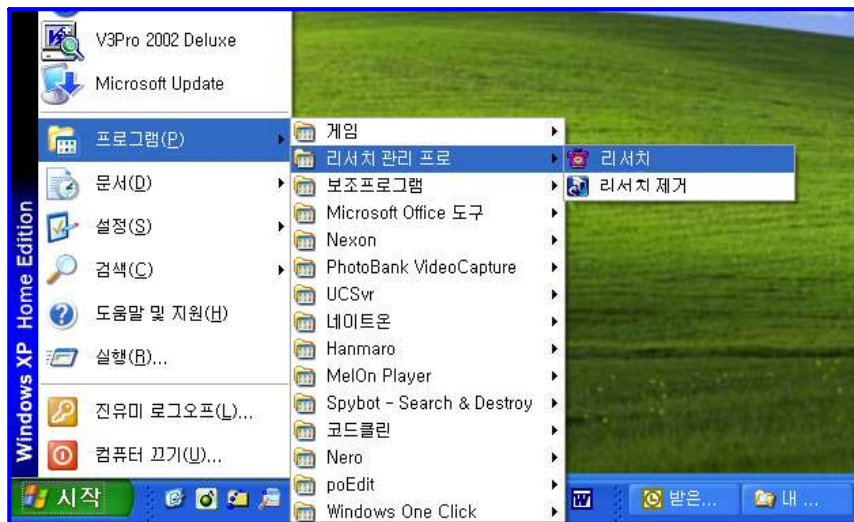 V3Pro 2002 Deluxe
Microsoft Update
프로그램(P)
문서(D)
설정(S)
검색(C)
도움말 및 지원(H)
실행(R)...
진유미 로그오프(L)...
컴퓨터 끄기(U)...
Windows XP Home Edition
게임
리서치 관리 프로
보조프로그램
Microsoft Office 도구
Nexon
PhotoBank VideoCapture
UCSvr
네이트온
Hanmaro
MelOn Player
Spybot - Search & Destroy
코드클린
Nero
poEdit
Windows One Click
리서치
리서치 제거
시작
받은...
내 ...